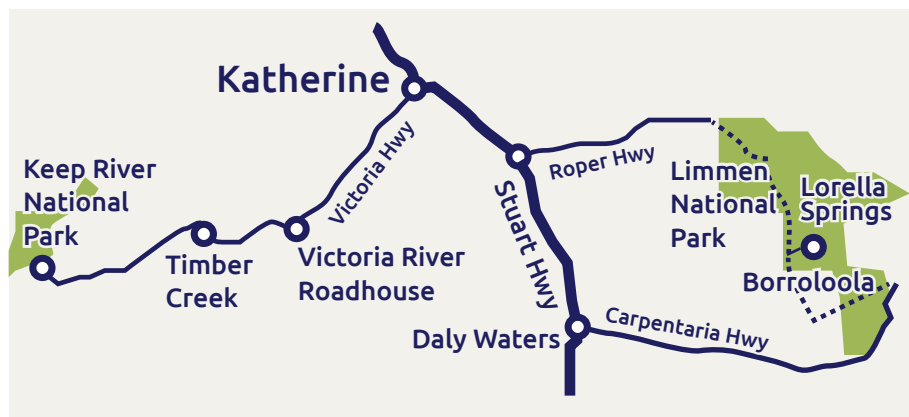 Katherine
Victoria Hwy
Keep River
National
Park
Timber
Creek
Victoria River
Roadhouse
Stuart Hwy
Roper Hwy
Limmen
National
Park
Lorella
Springs
Borroloola
Daly Waters
Carpentaria Hwy